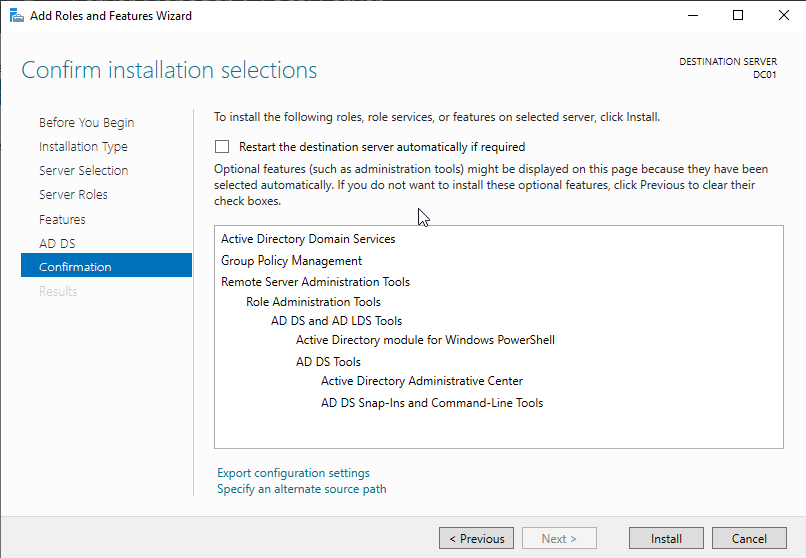 Add Roles and Features Wizard
Confirm installation selections
DESTINATION SERVER
DC01
Before You Begin
Installation Type
Server Selection
Server Roles
Features
AD DS
Confirmation
Results
To install the following roles, role services, or features on selected server, click Install.
Restart the destination server automatically if required
Optional features (such as administration tools) might be displayed on this page because they have been
selected automatically. If you do not want to install these optional features, click Previous to clear their
check boxes.
Active Directory Domain Services
Group Policy Management
Remote Server Administration Tools
Role Administration Tools
AD DS and AD LDS Tools
Active Directory module for Windows PowerShell
AD DS Tools
Active Directory Administrative Center
AD DS Snap-Ins and Command-Line Tools
Export configuration settings
Specify an alternate source path
< Previous
Next >
Install
Cancel